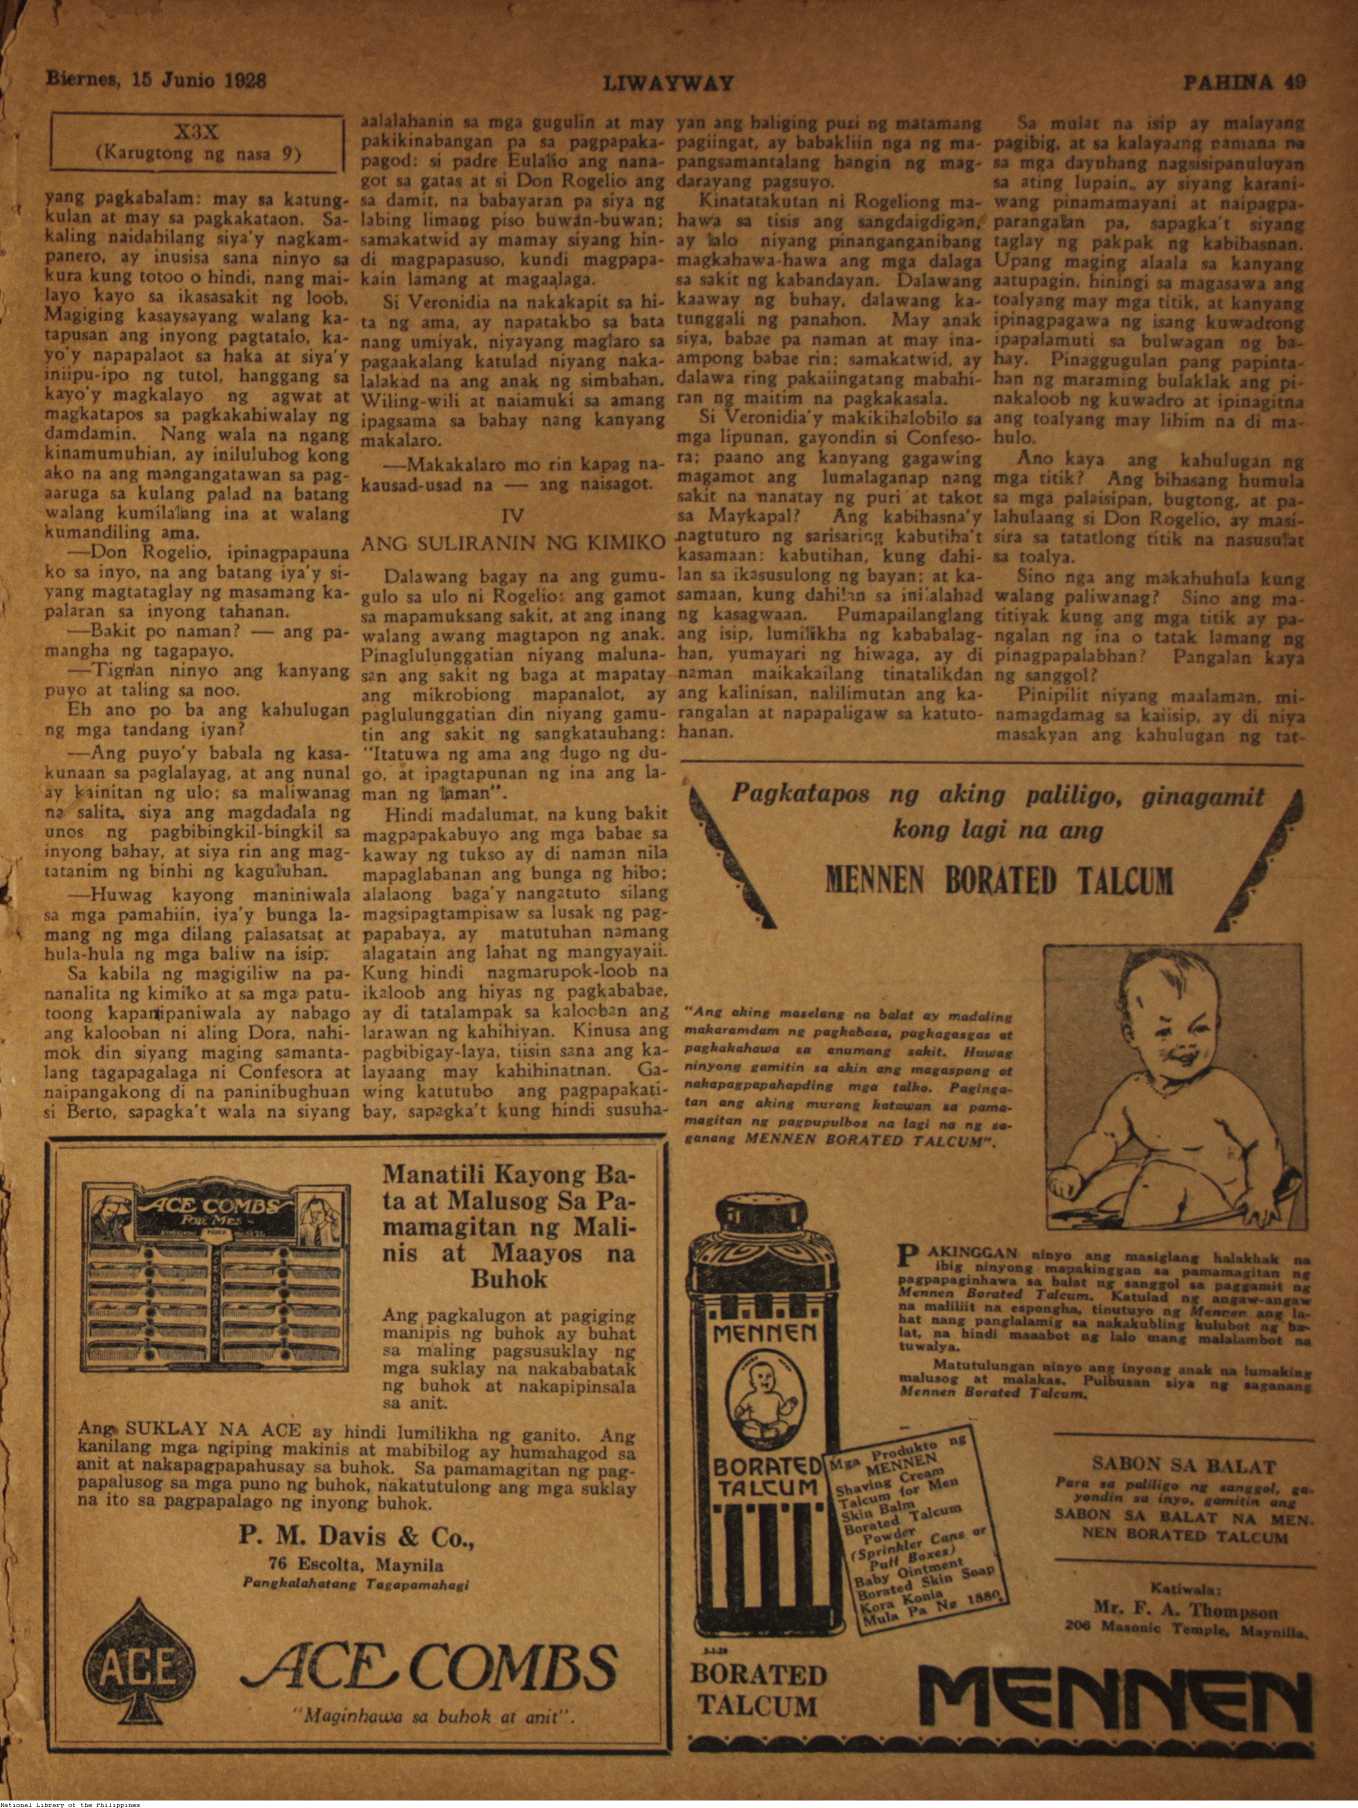 Biernes, 15 Junio 1928
LIWAYWAY
PAHINA 49
X3X
(Karugtong ng nasa 9)
yang pagkabalam: may sa katung-
kulan at may sa pagkakataon. Sa-
kaling naidahilang siya'y nagkam-
panero, ay inusisa sana ninyo sa
kura kung totoo o hindi, nang mai-
layo kayo sa ikasasakit ng loob.
Magiging kasaysayang walang ka-
tapusan ang inyong pagtatalo, ka-
yo'y napapalaot sa haka at siya'y
iniipu-ipo ng tutol, hanggang sa
kayo'y magkalayo ng agwat at
magkatapos sa pagkakahiwalay ng
damdamin. Nang wala na ngang
kinamumuhian, ay iniluluhog kong
ako na ang mangangatawan sa pag-
aaruga sa kulang palad na batang
walang kumilalang ina at walang
kumandiling ama.
—Don Rogelio, ipinagpapauna
ko sa inyo, na ang batang iya'y si-
yang magtataglay ng masamang ka-
palaran sa inyong tahanan.
—Bakit po naman? — ang pa-
mangha ng tagapayo.
—Tignan ninyo ang kanyang
puyo at taling sa noo.
Eh ano po ba ang kahulugan
ng mga tandang iyan?
—Ang puyo'y babala ng kasa-
kunaan sa paglalayag, at ang nunal
ay kainitan ng ulo; sa maliwanag
na salita, siya ang magdadala ng
unos ng pagbibingkil-bingkil sa
inyong bahay, at siya rin ang mag-
tatanim ng binhi ng kaguluhan.
—Huwag kayong maniniwala
sa mga pamahiin, iya'y bunga la-
mang ng mga dilang palasatsat at
hula-hula ng mga baliw na isip.
Sa kabila ng magigiliw na pa-
nanalita ng kimiko at sa mga patu-
toong kapanipaniwala ay nabago
ang kalooban ni aling Dora, nahi-
mok din siyang maging samanta-
lang tagapagalaga ni Confesora at
naipangakong di na paninibughuan
si Berto, sapagka't wala na siyang
aalalahanin sa mga gugulin at may
pakikinabangan pa sa pagpapaka-
pagod: si padre Eulalio ang nana-
got sa gatas at si Don Rogelio ang
sa damit, na babayaran pa siya ng
labing limang piso buwan-buwan;
samakatwid ay mamay siyang hin-
di magpapasuso, kundi magpapa-
kain lamang at magaalaga.
Si Veronidia na nakakapit sa hi-
ta ng ama, ay napatakbo sa bata
nang umiyak, niyayang maglaro sa
pagaakalang katulad niyang naka-
lalakad na ang anak ng simbahan.
Wiling-wili at naiamuki sa amang
ipagsama sa bahay nang kanyang
makalaro.
—Makakalaro mo rin kapag na-
kausad-usad na — ang naisagot.
IV
ANG SULIRANIN NG KIMIKO
Dalawang bagay na ang gumu-
gulo sa ulo ni Rogelio: ang gamot
sa mapamuksang sakit, at ang inang
walang awang magtapon ng anak.
Pinaglulunggatian niyang maluna-
san ang sakit ng baga at mapatay
ang mikrobiong mapanalot, ay
paglulunggatian din niyang gamu-
tin ang sakit ng sangkatauhang:
"Itatuwa ng ama ang dugo ng du-
go, at ipagtapunan ng ina ang la-
man ng laman".
Hindi madalumat, na kung bakit
magpapakabuyo ang mga babae sa
kaway ng tukso ay di naman nila
mapaglabanan ang bunga ng hibo;
alalaong baga'y nangatuto silang
magsipagtampisaw sa lusak ng pag-
papabaya, ay matutuhan namang
alagatain ang lahat ng mangyayaii.
Kung hindi nagmarupok-loob na
ikaloob ang hiyas ng pagkababae,
ay di tatalampak sa kalooban ang
larawan ng kahihiyan. Kinusa ang
pagbibigay-laya, tiisin sana ang ka-
layaang may kahihinatnan. Ga-
wing katutubo ang pagpapakati-
bay, sapagka't kung hindi susuha-
yan ang haliging puri ng matamang
pagiingat, ay babakliin nga ng ma-
pangsamantalang hangin ng mag-
darayang pagsuyo.
Kinatatakutan ni Rogeliong ma-
hawa sa tisis ang sangdaigdigan,
ay lalo niyang pinanganganibang
magkahawa-hawa ang mga dalaga
sa sakit ng kabandayan. Dalawang
kaaway ng buhay, dalawang ka-
tunggali ng panahon. May anak
siya, babae pa naman at may ina-
ampong babae rin; samakatwid, ay
dalawa ring pakaiingatang mabahi-
ran ng maitim na pagkakasala.
Si Veronidia'y makikihalobilo sa
mga lipunan, gayondin si Confeso-
ra; paano ang kanyang gagawing
magamot ang lumalaganap nang
sakit na nanatay ng puri at takot
sa Maykapal? Ang kabihasna'y
nagtuturo ng sarisaring kabutiha't
kasamaan: kabutihan, kung dahi-
lan sa ikasusulong ng bayan; at ka-
samaan, kung dahilan sa inilalahad
ng kasagwaan. Pumapailanglang
ang isip, lumilikha ng kababalag-
han, yumayari ng hiwaga, ay di
naman maikakailang tinatalikdan
ang kalinisan, nalilimutan ang ka-
rangalan at napapaligaw sa katuto-
hanan.
Sa mulat na isip ay malayang
pagibig, at sa kalayaang pamana na
sa mga dayuhang nagsisipanuluyan
sa ating lupain, ay siyang karani-
wang pinamamayani at naipagpa-
parangalan pa, sapagka't siyang
taglay ng pakpak ng kabihasnan.
Upang maging alaala sa kanyang
aatupagin, hiningi sa magasawa ang
toalyang may mga titik, at kanyang
ipinagpagawa ng isang kuwadrong
ipapalamuti sa bulwagan ng ba-
hay. Pinaggugulan pang papinta-
han ng maraming bulaklak ang pi-
nakaloob ng kuwadro at ipinagitna
ang toalyang may lihim na di ma-
hulo.
Ano kaya ang kahulugan ng
mga titik? Ang bihasang humula
sa mga palaisipan, bugtong, at pa-
lahulaang si Don Rogelio, ay masi-
sira sa tatatlong titik na nasusulat
sa toalya.
Sino nga ang makahuhula kung
walang paliwanag? Sino ang ma-
titiyak kung ang mga titik ay pa-
ngalan ng ina o tatak lamang ng
pinagpapalabhan? Pangalan kaya
ng sanggol?
Pinipilit niyang maalaman, mi-
namagdamag sa kaiisip, ay di niya
masakyan ang kahulugan ng tat-
ACE COMBS
FOR MEN
Manatili Kayong Ba-
ta at Malusog Sa Pa-
mamagitan ng Mali-
nis at Maayos na
Buhok
Ang pagkalugon at pagiging
manipis ng buhok ay buhat
sa maling pagsusuklay ng
mga suklay na nakababatak
ng buhok at nakapipinsala
sa anit.
Ang SUKLAY NA ACE ay hindi lumilikha ng ganito. Ang
kanilang mga ngiping makinis at mabibilog ay humahagod sa
anit at nakapagpapahusay sa buhok. Sa pamamagitan ng pag-
papalusog sa mga puno ng buhok, nakatutulong ang mga suklay
na ito sa pagpapalago ng inyong buhok.
P. M. Davis & Co.,
76 Escolta, Maynila
Pangkalahatang Tagapamahagi
ACE
ACE COMBS
"Maginhawa sa buhok at anit".
Pagkatapos ng aking paliligo, ginagamit
kong lagi na ang
MENNEN BORATED TALCUM
"Ang aking maselang na balat ay madaling
makaramdam ng pagkabasa, pagkagasgas at
pagkakahawa sa anumang sakit. Huwag
ninyong gamitin sa akin ang magaspang at
nakapagpapahapding mga talko. Paginga-
tan ang aking murang katawan sa pama-
magitan ng pagpupulbos na lagi na ng sa-
ganang MENNEN BORATED TALCUM".
PAKINGGAN ninyo ang masiglang halakhak na
ibig ninyong mapakinggan sa pamamagitan ng
pagpapaginhawa sa balat ng sanggol sa paggamit ng
Mennen Borated Talcum. Katulad ng angaw-angaw
na maliliit na espongha, tinutuyo ng Mennen ang la-
hat nang panglalamig sa nakakubling kulubot ng ba-
lat, na hindi maaabot ng lalo mang malalambot na
tuwalya.
Matutulungan ninyo ang inyong anak na lumaking
malusog at malakas. Pulbusan siya ng saganang
Mennen Borated Talcum.
MENNEN
BORATED
TALCUM
Mga Produkto ng
MENNEN
Shaving Cream
Talcum for Men
Skin Balm
Borated Talcum
Powder
(Sprinkler Cans or
Puff Boxes)
Baby Ointment
Borated Skin Soap
Kora Konia
Mula Pa No 1880.
SABON SA BALAT
Para sa paliligo ng sanggol, ga-
yondin sa inyo, gamitin ang
SABON SA BALAT NA MEN-
NEN BORATED TALCUM
Katiwala:
Mr. F. A. Thompson
206 Masonic Temple, Maynila.
3-1-28
BORATED
TALCUM
MENNEN
National Library of the Philippines